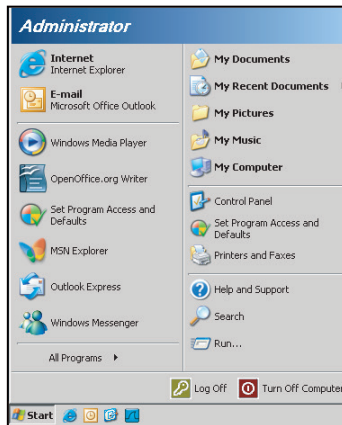 Administrator
Internet
Internet Explorer
E-mail
Microsoft Office Outlook
Windows Media Player
OpenOffice.org Writer
Set Program Access and
Defaults
MSN Explorer
Outlook Express
Windows Messenger
All Programs
My Documents
My Recent Documents
My Pictures
My Music
My Computer
Control Panel
Set Program Access and
Defaults
Printers and Faxes
Help and Support
Search
Run...
Log Off
Turn Off Computer
Start